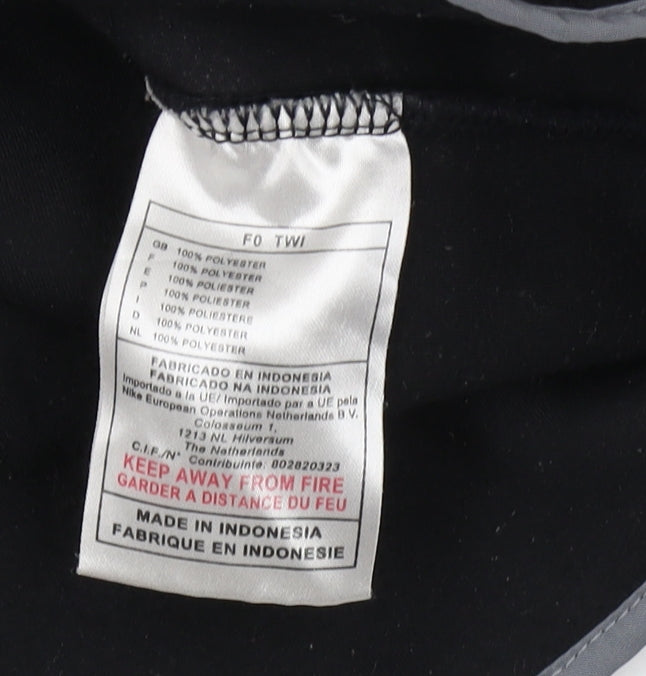 F0 TWI
GB 100% POLYESTER
F 100% POLYESTER
E 100% POLIESTER
P 100% POLIESTER
I 100% POLIESTERE
D 100% POLYESTER
NL 100% POLYESTER
FABRICADO EN INDONESIA
FABRICADO NA INDONESIA
Importado a la UE/ Importado par a UE pela
Nike European Operations Netherlands B.V.
Colosseum 1,
1213 NL Hilversum
The Netherlands
C.I.F./N° Contribuinte: 802820323
KEEP AWAY FROM FIRE
GARDER A DISTANCE DU FEU
MADE IN INDONESIA
FABRIQUE EN INDONESIE